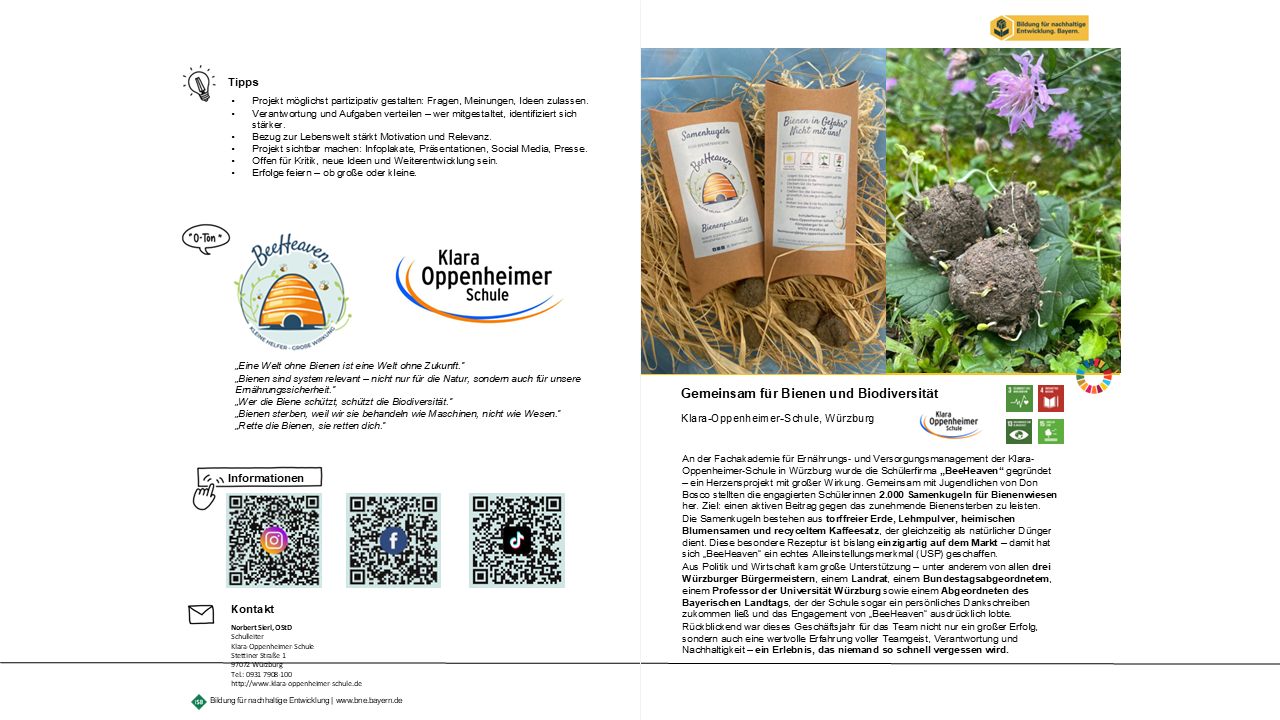 Tipps
• Projekt möglichst partizipativ gestalten: Fragen, Meinungen, Ideen zulassen.
• Verantwortung und Aufgaben verteilen – wer mitgestaltet, identifiziert sich
stärker.
• Bezug zur Lebenswelt stärkt Motivation und Relevanz.
• Projekt sichtbar machen: Infoplakate, Präsentationen, Social Media, Presse.
• Offen für Kritik, neue Ideen und Weiterentwicklung sein.
• Erfolge feiern – ob große oder kleine.
"O-Ton"
BeeHeaven
KLEINE HELFER - GROßE WIRKUNG
Klara
Oppenheimer
Schule
„Eine Welt ohne Bienen ist eine Welt ohne Zukunft.“
„Bienen sind system relevant – nicht nur für die Natur, sondern auch für unsere
Ernährungssicherheit.“
„Wer die Biene schützt, schützt die Biodiversität.“
„Bienen sterben, weil wir sie behandeln wie Maschinen, nicht wie Wesen.“
„Rette die Bienen, sie retten dich.“
Informationen
Kontakt
Norbert Sierl, OStD
Schulleiter
Klara-Oppenheimer-Schule
Stettiner Straße 1
97072 Würzburg
Tel.: 0931 7908-100
http://www.klara-oppenheimer-schule.de
ISB
Bildung für nachhaltige Entwicklung | www.bne.bayern.de
Bildung für nachhaltige
Entwicklung. Bayern.
Samenkugeln
BeeHeaven
Bienenparadies
Bienen in Gefahr?
Nicht mit uns!
Gemeinsam für Bienen und Biodiversität
Klara-Oppenheimer-Schule, Würzburg
Klara
Oppenheimer
Schule
3
4
13
15
An der Fachakademie für Ernährungs- und Versorgungsmanagement der Klara-
Oppenheimer-Schule in Würzburg wurde die Schülerfirma „BeeHeaven“ gegründet
– ein Herzensprojekt mit großer Wirkung. Gemeinsam mit Jugendlichen von Don
Bosco stellten die engagierten Schülerinnen 2.000 Samenkugeln für Bienenwiesen
her. Ziel: einen aktiven Beitrag gegen das zunehmende Bienensterben zu leisten.
Die Samenkugeln bestehen aus torffreier Erde, Lehmpulver, heimischen
Blumensamen und recyceltem Kaffeesatz, der gleichzeitig als natürlicher Dünger
dient. Diese besondere Rezeptur ist bislang einzigartig auf dem Markt – damit hat
sich „BeeHeaven“ ein echtes Alleinstellungsmerkmal (USP) geschaffen.
Aus Politik und Wirtschaft kam große Unterstützung – unter anderem von allen drei
Würzburger Bürgermeistern, einem Landrat, einem Bundestagsabgeordnetem,
einem Professor der Universität Würzburg sowie einem Abgeordneten des
Bayerischen Landtags, der der Schule sogar ein persönliches Dankschreiben
zukommen ließ und das Engagement von „BeeHeaven“ ausdrücklich lobte.
Rückblickend war dieses Geschäftsjahr für das Team nicht nur ein großer Erfolg,
sondern auch eine wertvolle Erfahrung voller Teamgeist, Verantwortung und
Nachhaltigkeit – ein Erlebnis, das niemand so schnell vergessen wird.